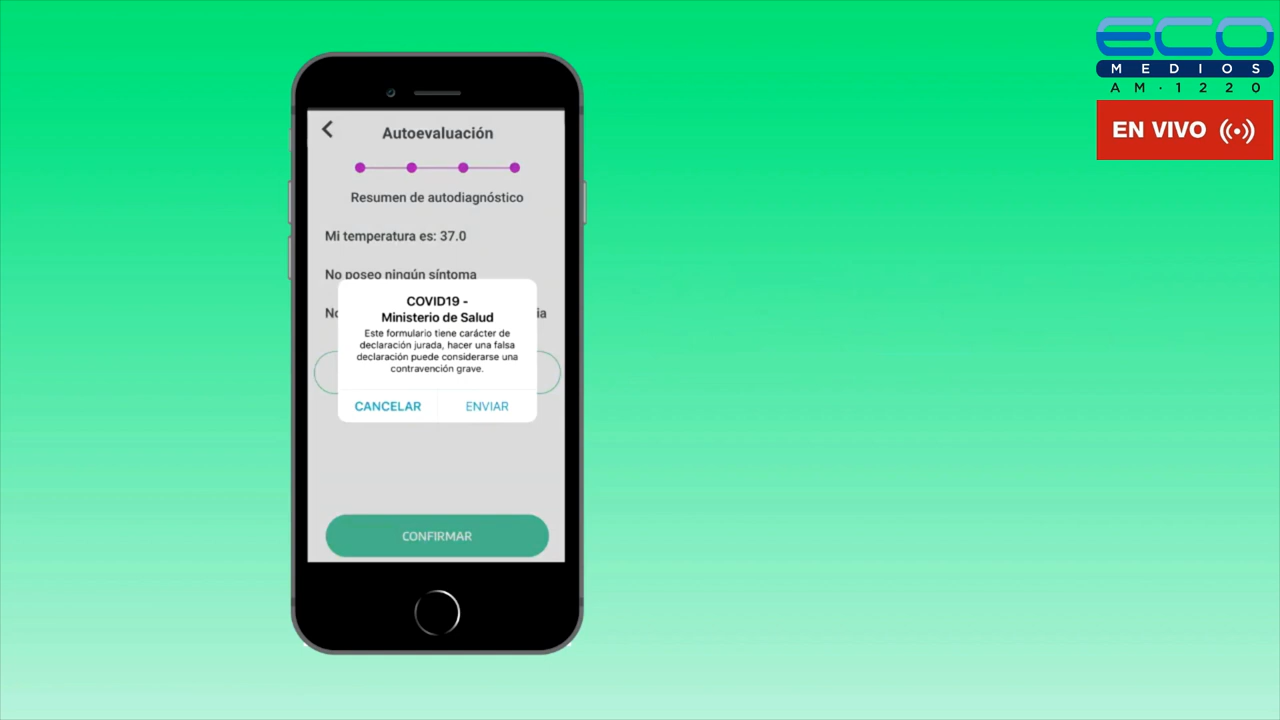 Autoevaluación
Resumen de autodiagnóstico
Mi temperatura es: 37.0
No poseo ningún síntoma
COVID19 -
Ministerio de Salud
Este formulario tiene carácter de
declaración jurada, hacer una falsa
declaración puede considerarse una
contravención grave.
CANCELAR ENVIAR
CONFIRMAR
ECO
MEDIOS
AM·1220
EN VIVO